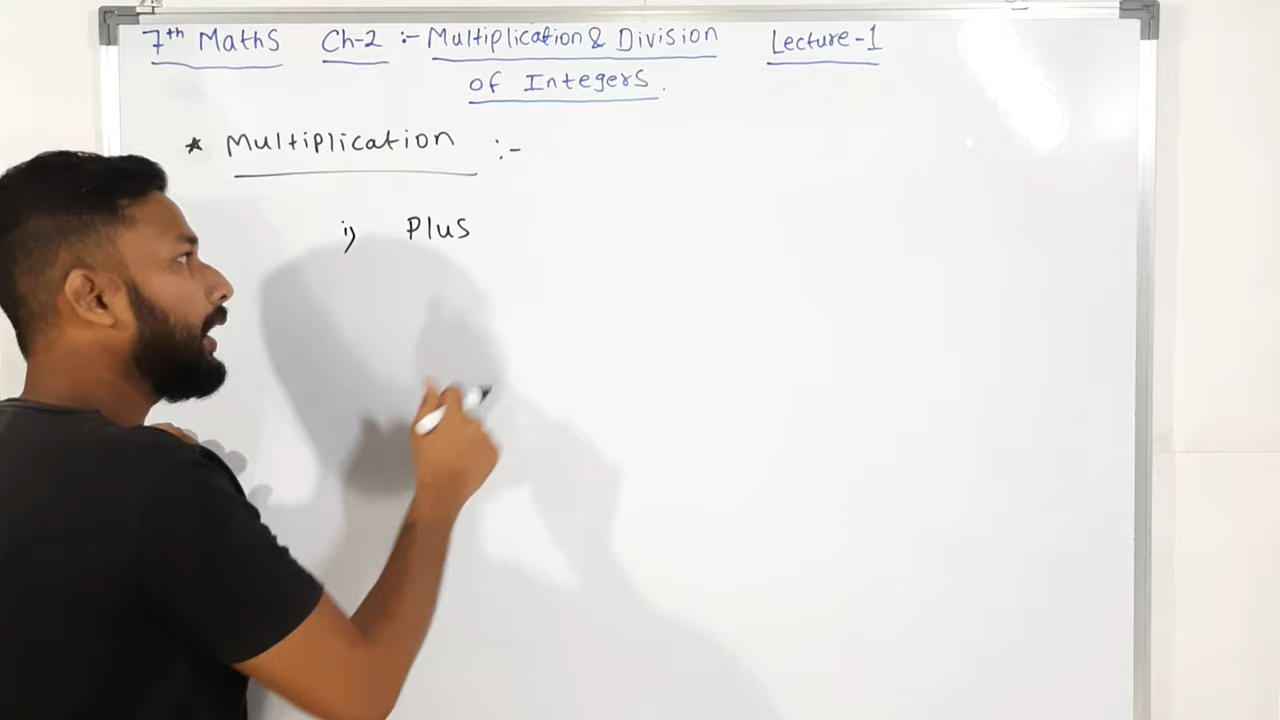 7th Maths Ch-2 :- Multiplication & Division Lecture-1
of Integers.
* Multiplication :-
i) Plus